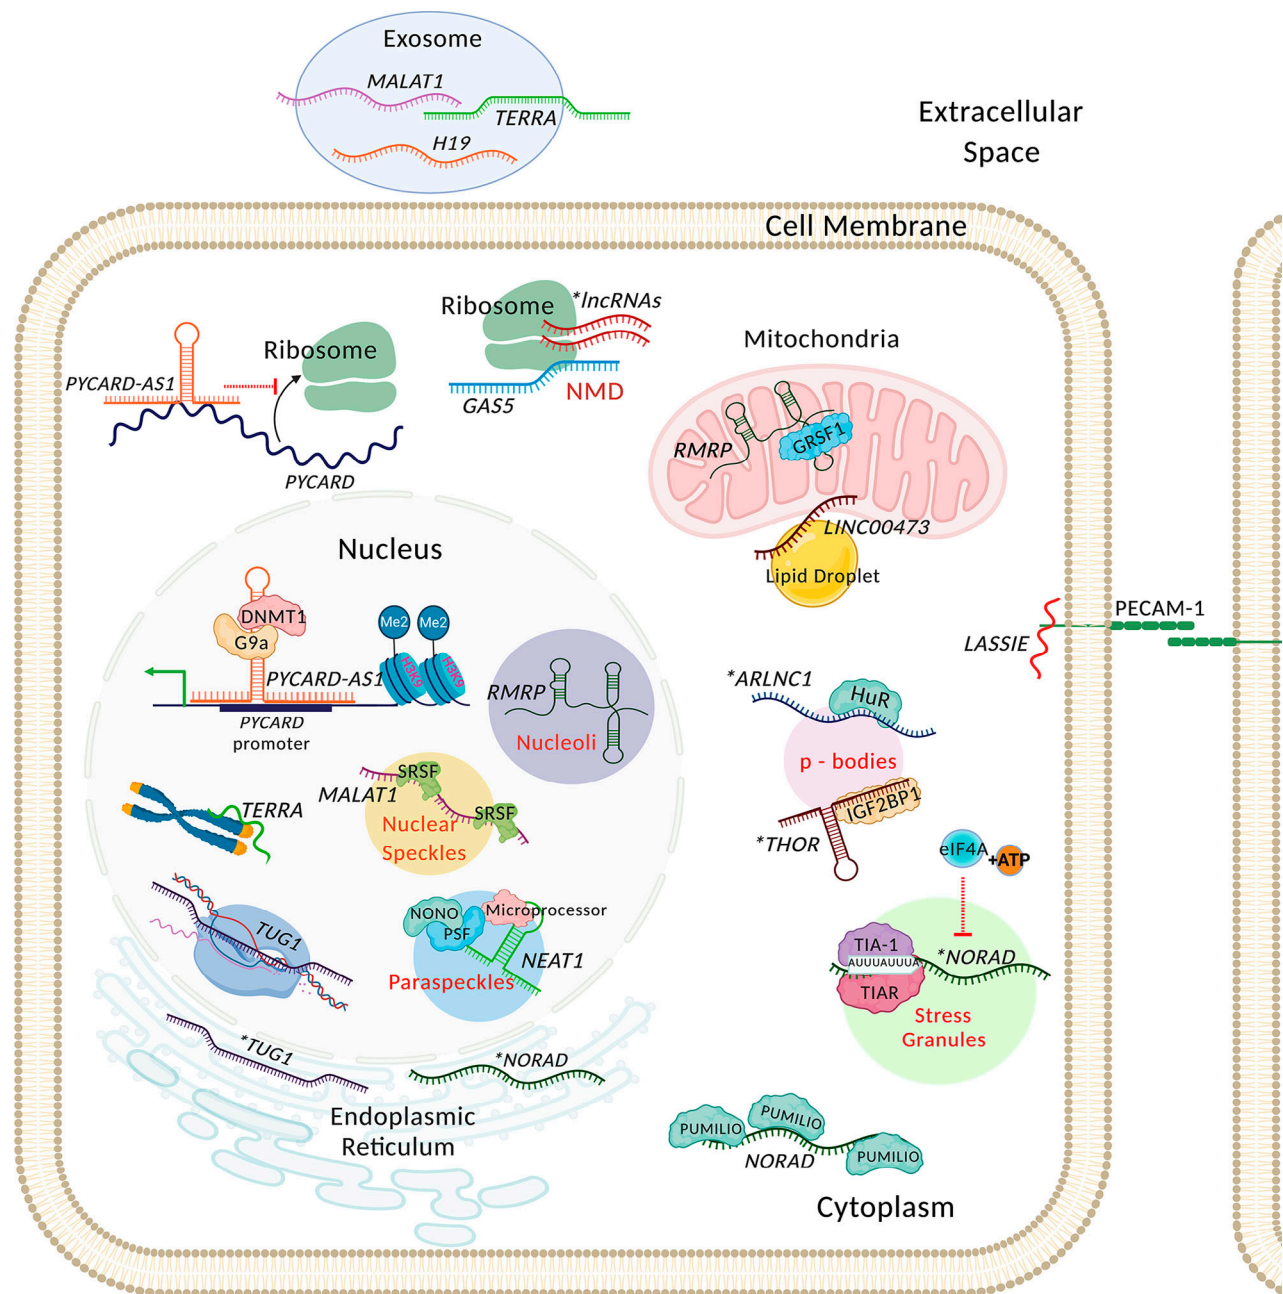 Exosome
MALAT1
TERRA
H19
Extracellular
Space
Cell Membrane
Ribosome
*lncRNAs
GAS5
NMD
Ribosome
PYCARD-AS1
PYCARD
Mitochondria
RMRP
GRSF1
LINC00473
Lipid Droplet
Nucleus
DNMT1
G9a
PYCARD-AS1
Me2
Me2
H3K9
H3K9
PYCARD
promoter
RMRP
Nucleoli
MALAT1
SRSF
SRSF
Nuclear
Speckles
TERRA
TUG1
NONO
PSF
Microprocessor
NEAT1
Paraspeckles
*TUG1
*NORAD
Endoplasmic
Reticulum
LASSIE
PECAM-1
*ARLNC1
HuR
p - bodies
IGF2BP1
*THOR
eIF4A
+ATP
TIA-1
AUUUAUUUA
*NORAD
TIAR
Stress
Granules
PUMILIO
PUMILIO
PUMILIO
NORAD
Cytoplasm